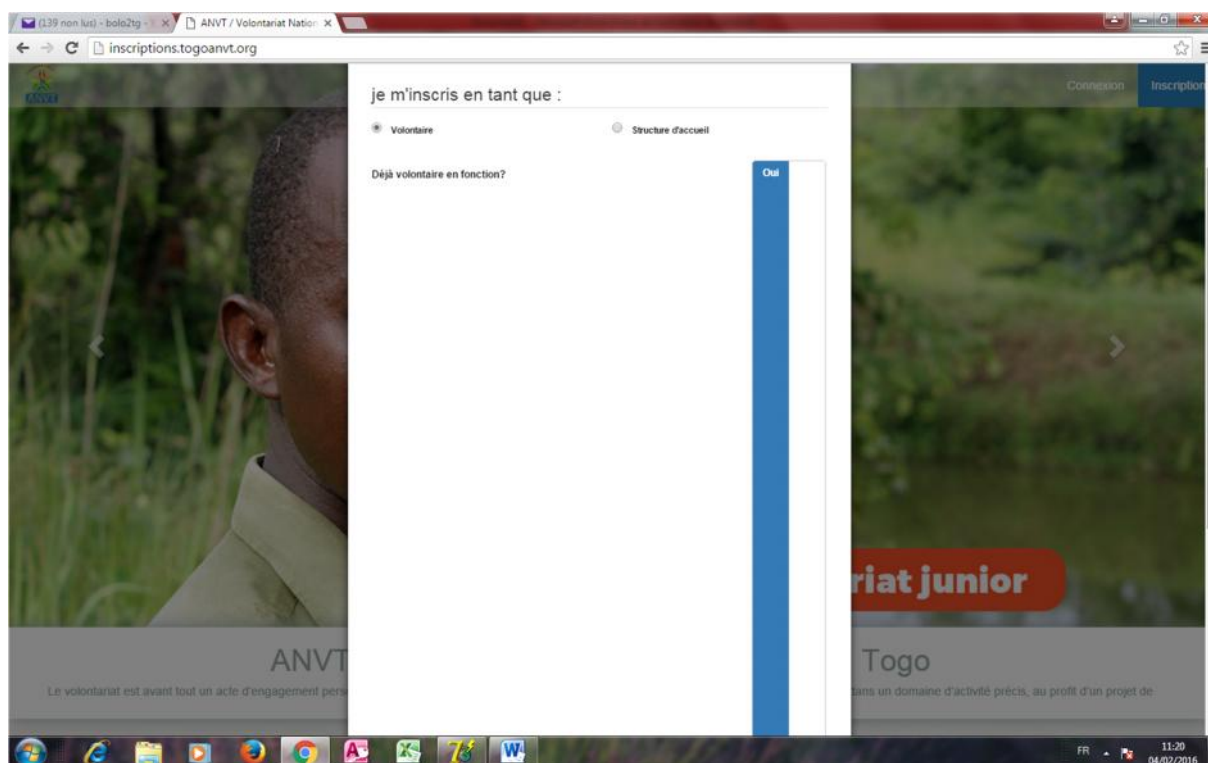 (139 non lus) - bolo2tg -
ANVT / Volontariat Nation
inscriptions.togoanvt.org
ANVT
Connexion
Inscription
je m'inscris en tant que :
Volontaire
Structure d'accueil
Déjà volontaire en fonction?
Oui
riat junior
ANVT
Togo
Le volontariat est avant tout un acte d'engagement pers
dans un domaine d'activité précis, au profit d'un projet de
FR
11:20
04/02/2016